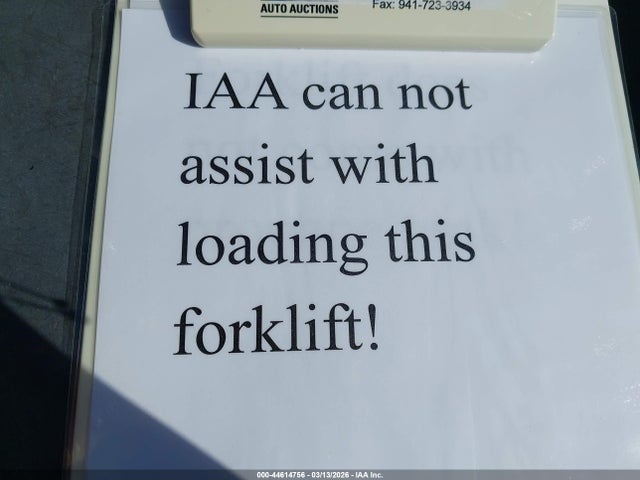 AUTO AUCTIONS
Fax: 941-723-3934
IAA can not
assist with
loading this
forklift!
000-44614756 - 03/13/2026 - IAA Inc.